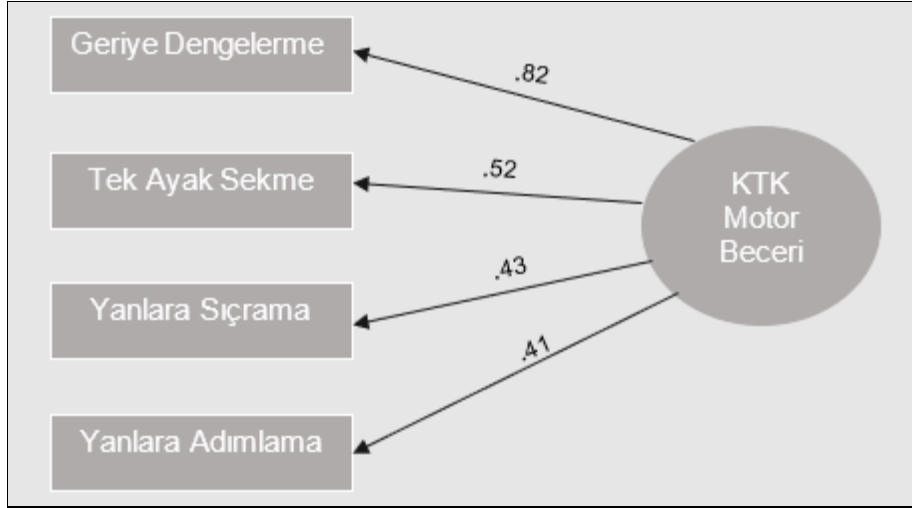 Geriye Dengelerme
.82
Tek Ayak Sekme
.52
KTK
Motor
Beceri
.43
Yanlara Sıçrama
.41
Yanlara Adımlama